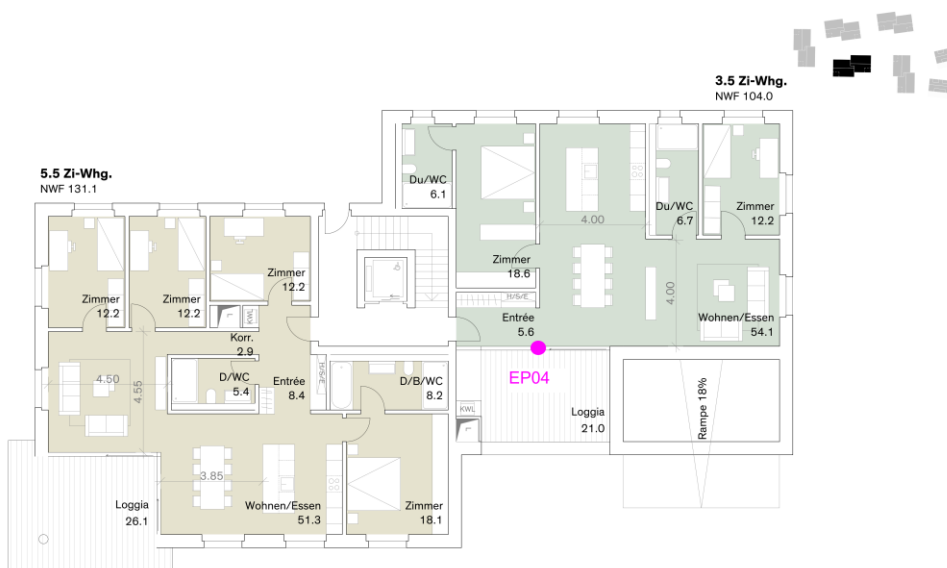 3.5 Zi-Whg.
NWF 104.0
5.5 Zi-Whg.
NWF 131.1
Du/WC
6.1
Du/WC
6.7
Zimmer
12.2
4.00
Zimmer
18.6
4.00
H/S/E
Entrée
5.6
Wohnen/Essen
54.1
EP04
Zimmer
12.2
Zimmer
12.2
Zimmer
12.2
KWL
Korr.
2.9
4.50
4.55
D/WC
5.4
Entrée
8.4
H/S/E
D/B/WC
8.2
KWL
Loggia
21.0
Rampe 18%
3.85
Loggia
26.1
Wohnen/Essen
51.3
Zimmer
18.1